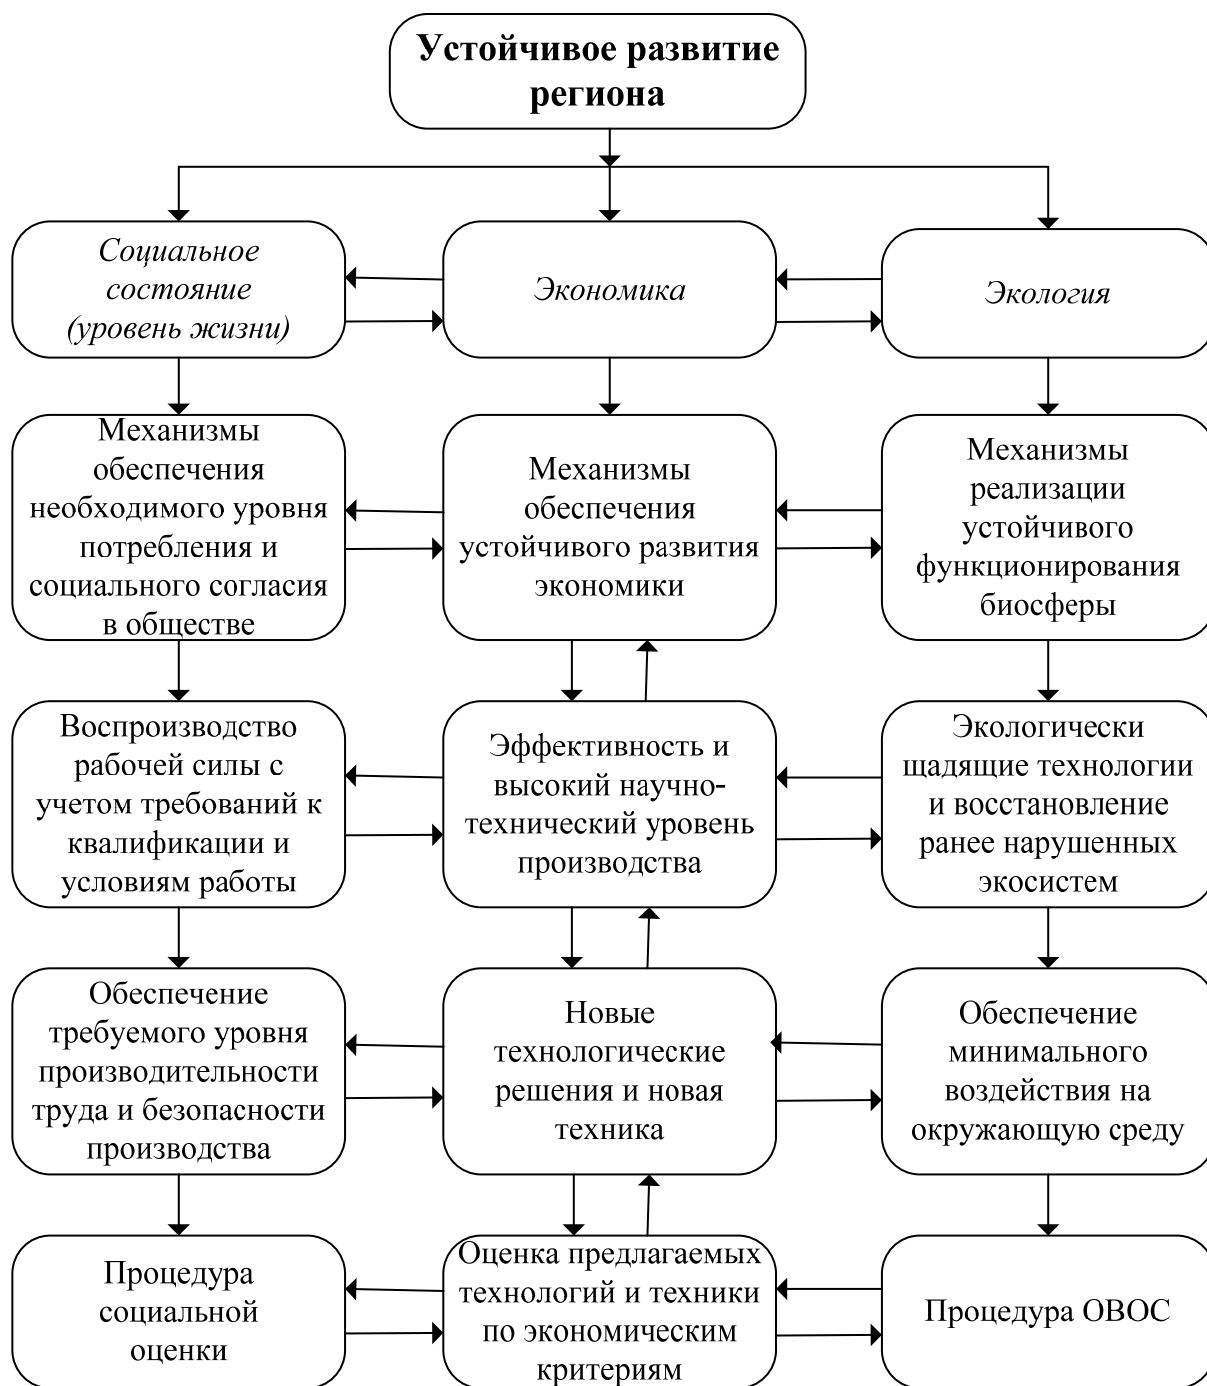 Устойчивое развитие
региона
Социальное
состояние
(уровень жизни)
Экономика
Экология
Механизмы
обеспечения
необходимого уровня
потребления и
социального согласия
в обществе
Механизмы
обеспечения
устойчивого развития
экономики
Механизмы
реализации
устойчивого
функционирования
биосферы
Воспроизводство
рабочей силы с
учетом требований к
квалификации и
условиям работы
Эффективность и
высокий научно-
технический уровень
производства
Экологически
щадящие технологии
и восстановление
ранее нарушенных
экосистем
Обеспечение
требуемого уровня
производительности
труда и безопасности
производства
Новые
технологические
решения и новая
техника
Обеспечение
минимального
воздействия на
окружающую среду
Процедура
социальной
оценки
Оценка предлагаемых
технологий и техники
по экономическим
критериям
Процедура ОВОС